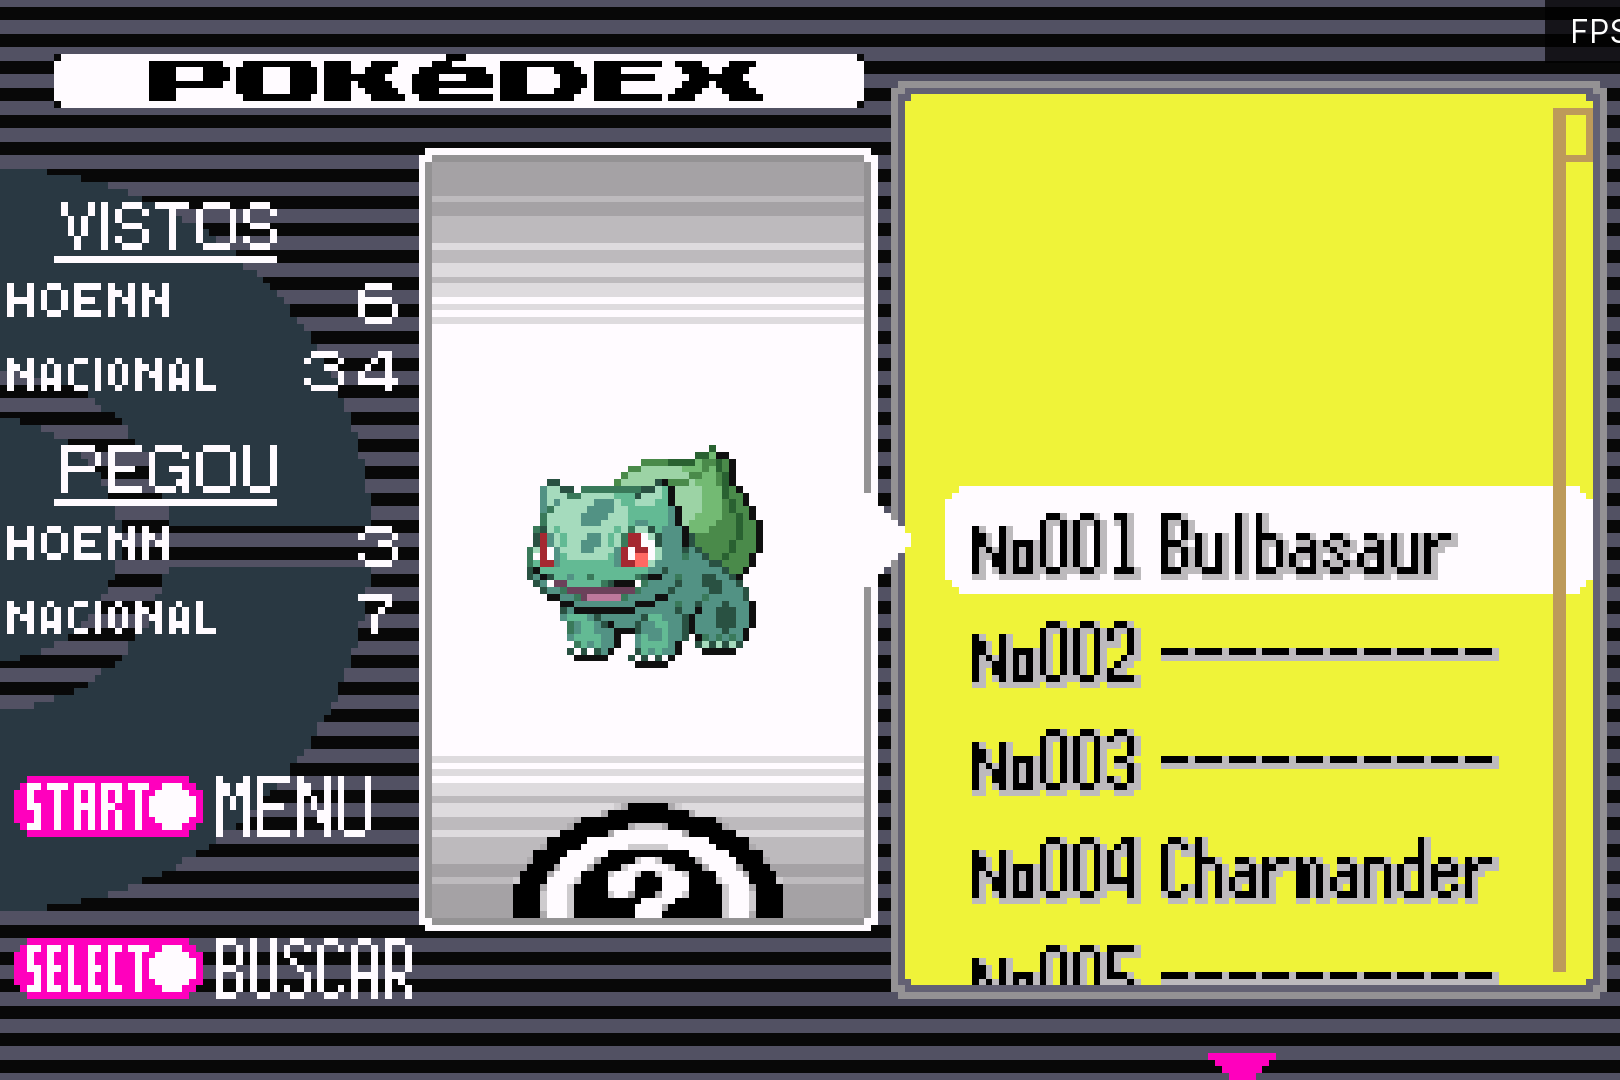 FPS
POKéDEX
VISTOS
HOENN 6
NACIONAL 34
PEGOU
HOENN 3
NACIONAL 7
START MENU
SELECT BUSCAR
No001 Bulbasaur
No002 ----------
No003 ----------
No004 Charmander
No005 ----------
?